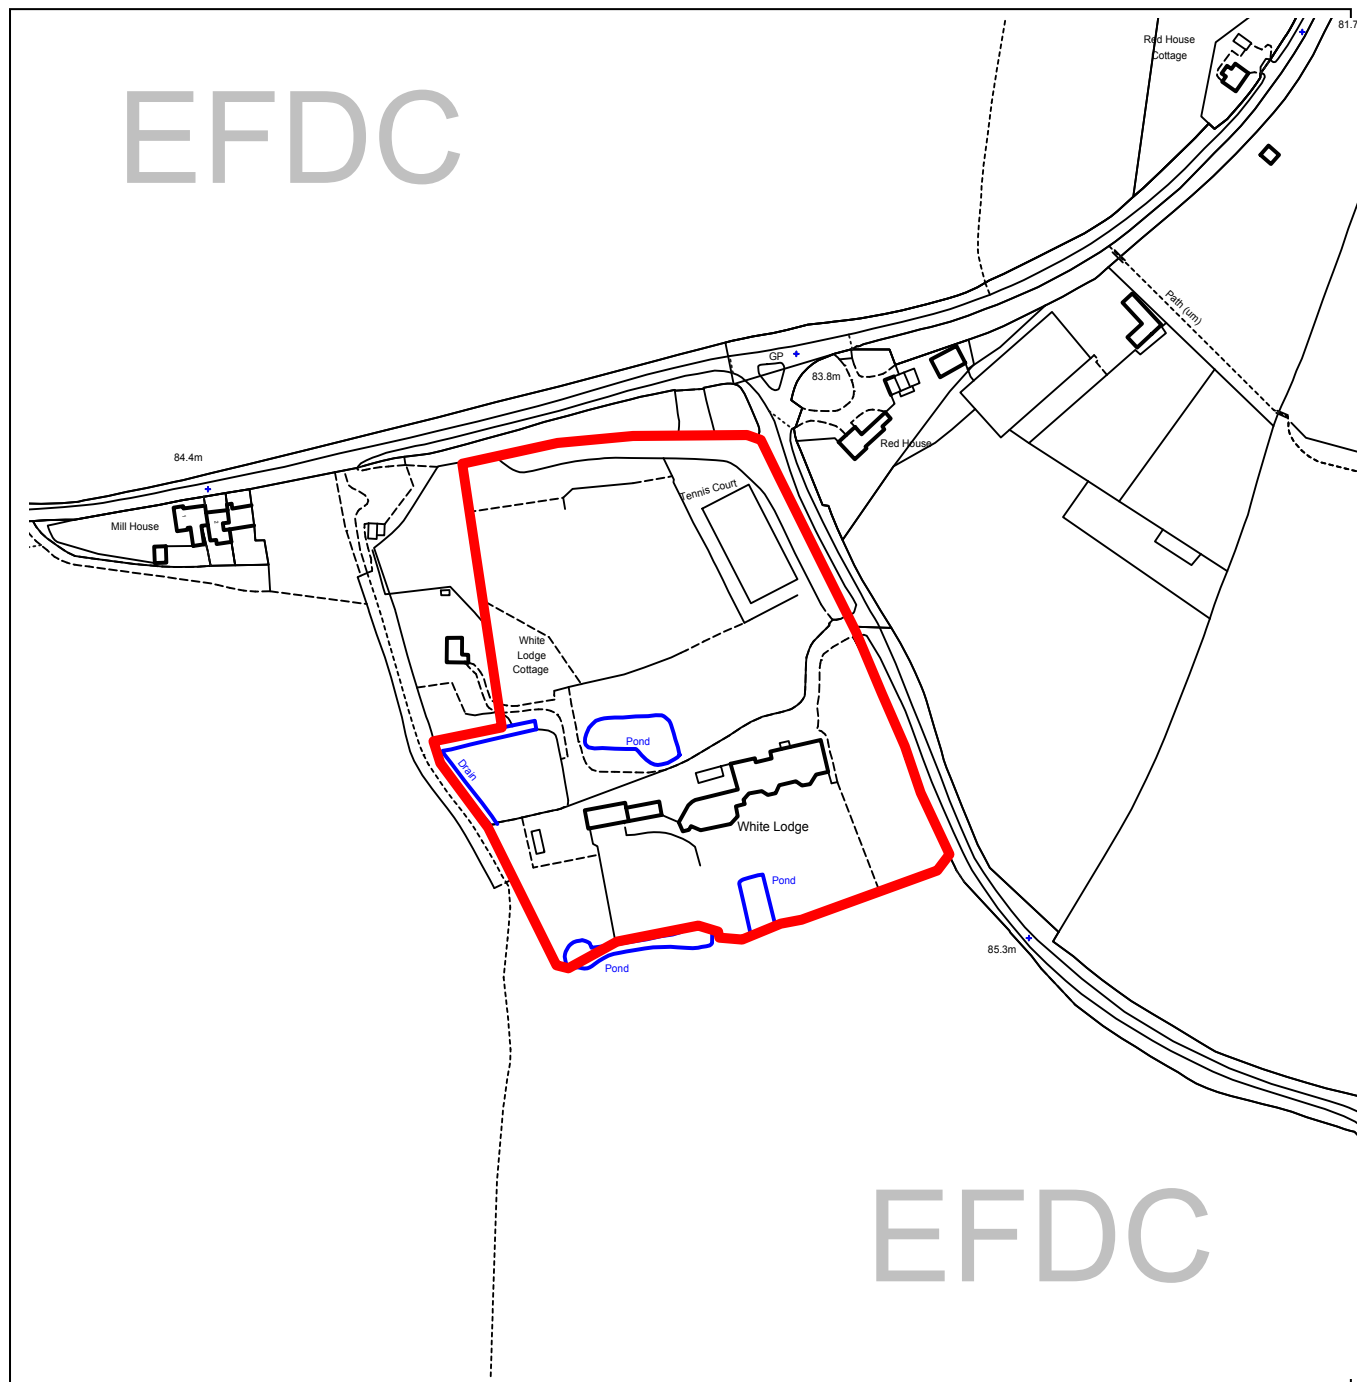 81.7
Red House
Cottage
EFDC
Path (um)
GP
83.8m
Red House
84.4m
Tennis Court
Mill House
White
Lodge
Cottage
Pond
Drain
White Lodge
Pond
85.3m
Pond
EFDC